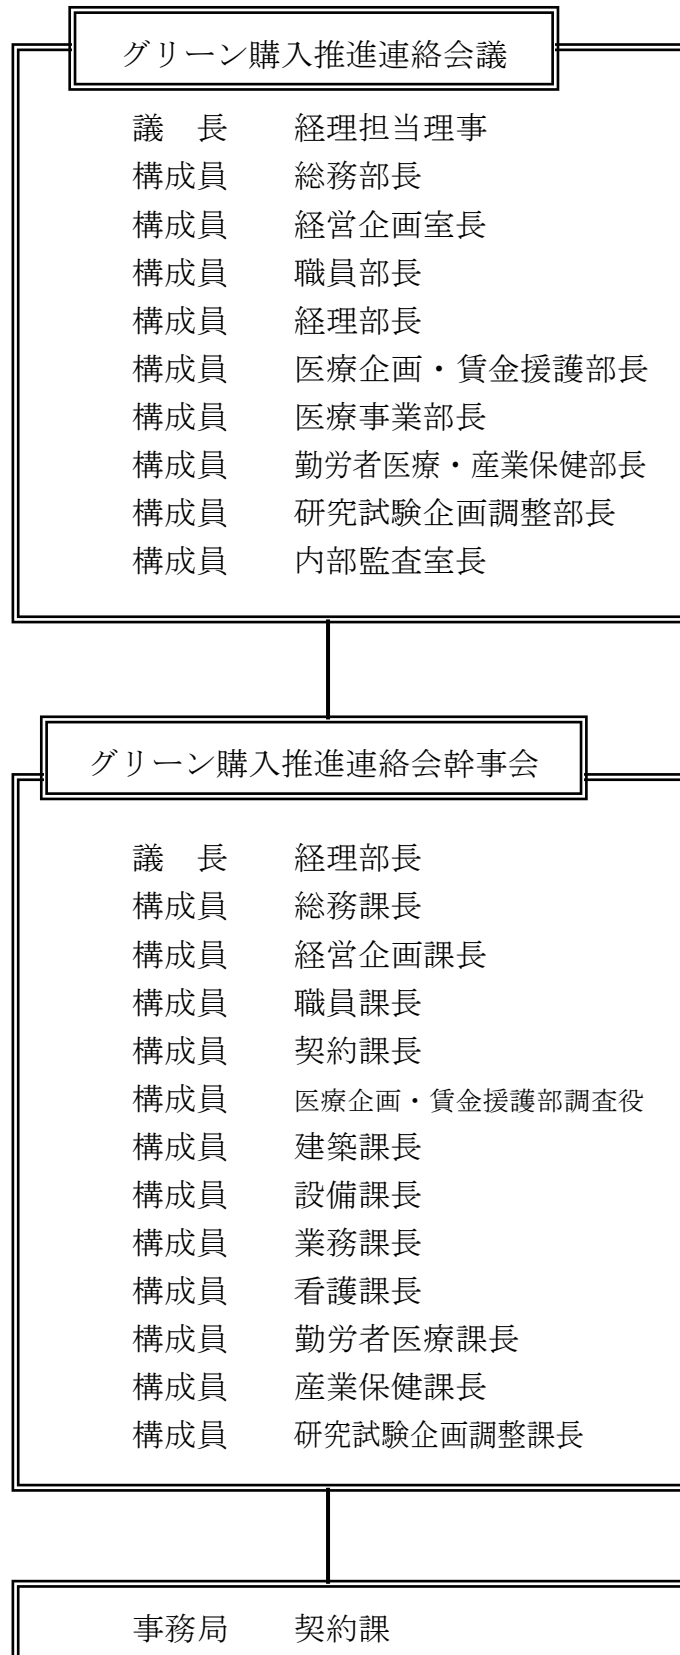 グリーン購入推進連絡会議
議　長　　経理担当理事
構成員　　総務部長
構成員　　経営企画室長
構成員　　職員部長
構成員　　経理部長
構成員　　医療企画・賃金援護部長
構成員　　医療事業部長
構成員　　勤労者医療・産業保健部長
構成員　　研究試験企画調整部長
構成員　　内部監査室長
グリーン購入推進連絡会幹事会
議　長　　経理部長
構成員　　総務課長
構成員　　経営企画課長
構成員　　職員課長
構成員　　契約課長
構成員　　医療企画・賃金援護部調査役
構成員　　建築課長
構成員　　設備課長
構成員　　業務課長
構成員　　看護課長
構成員　　勤労者医療課長
構成員　　産業保健課長
構成員　　研究試験企画調整課長
事務局　　契約課